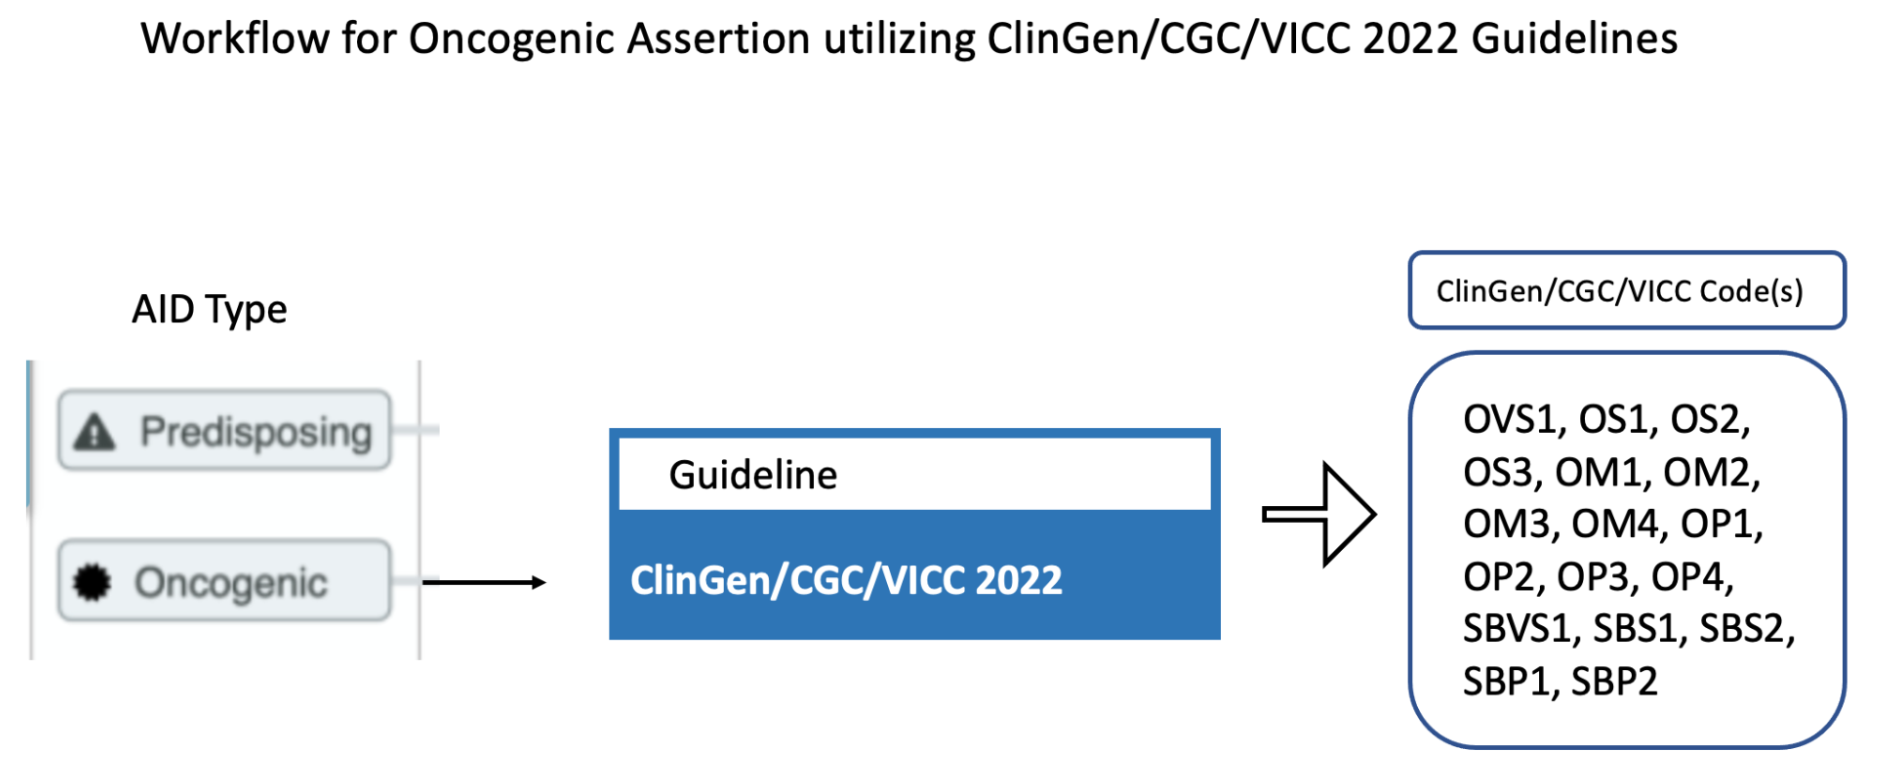 Workflow for Oncogenic Assertion utilizing ClinGen/CGC/VICC 2022 Guidelines
AID Type
Predisposing
Oncogenic
Guideline
ClinGen/CGC/VICC 2022
ClinGen/CGC/VICC Code(s)
OVS1, OS1, OS2,
OS3, OM1, OM2,
OM3, OM4, OP1,
OP2, OP3, OP4,
SBVS1, SBS1, SBS2,
SBP1, SBP2